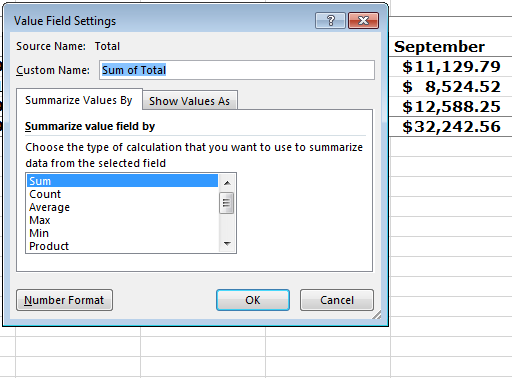 Value Field Settings
Source Name: Total
Custom Name: Sum of Total
Summarize Values By
Show Values As
Summarize value field by
Choose the type of calculation that you want to use to summarize
data from the selected field
Sum
Count
Average
Max
Min
Product
Number Format
OK
Cancel
September
$11,129.79
$ 8,524.52
$12,588.25
$32,242.56